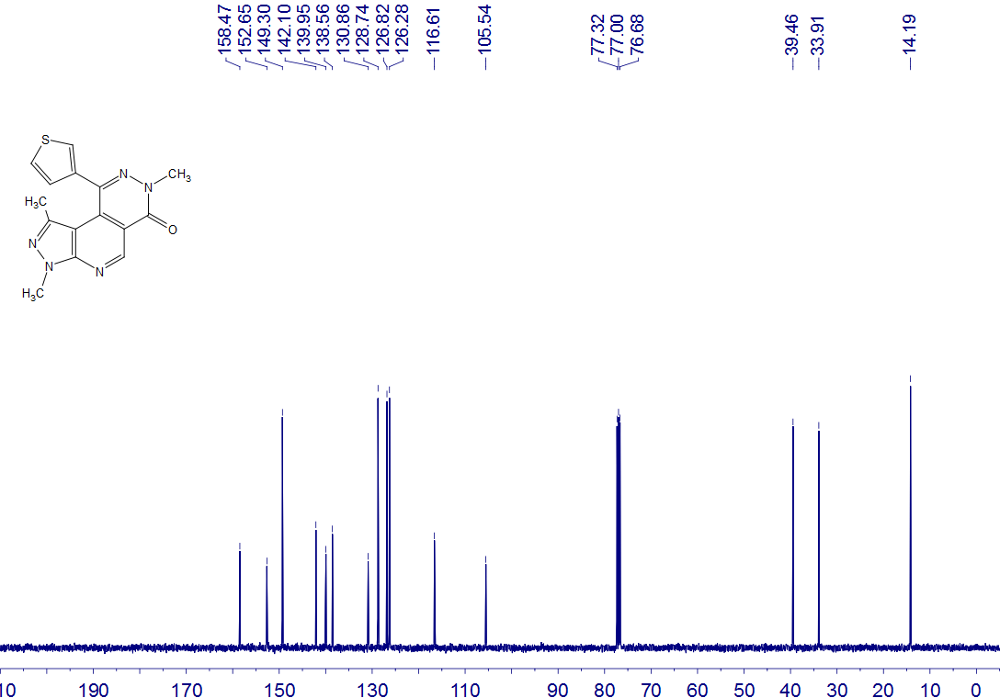 158.47
152.65
149.30
142.10
139.95
138.56
130.86
128.74
126.82
126.28
116.61
105.54
77.32
77.00
76.68
39.46
33.91
14.19
S
N
N
CH3
H3C
O
N
N
N
H3C
10 190 170 150 130 110 90 80 70 60 50 40 30 20 10 0